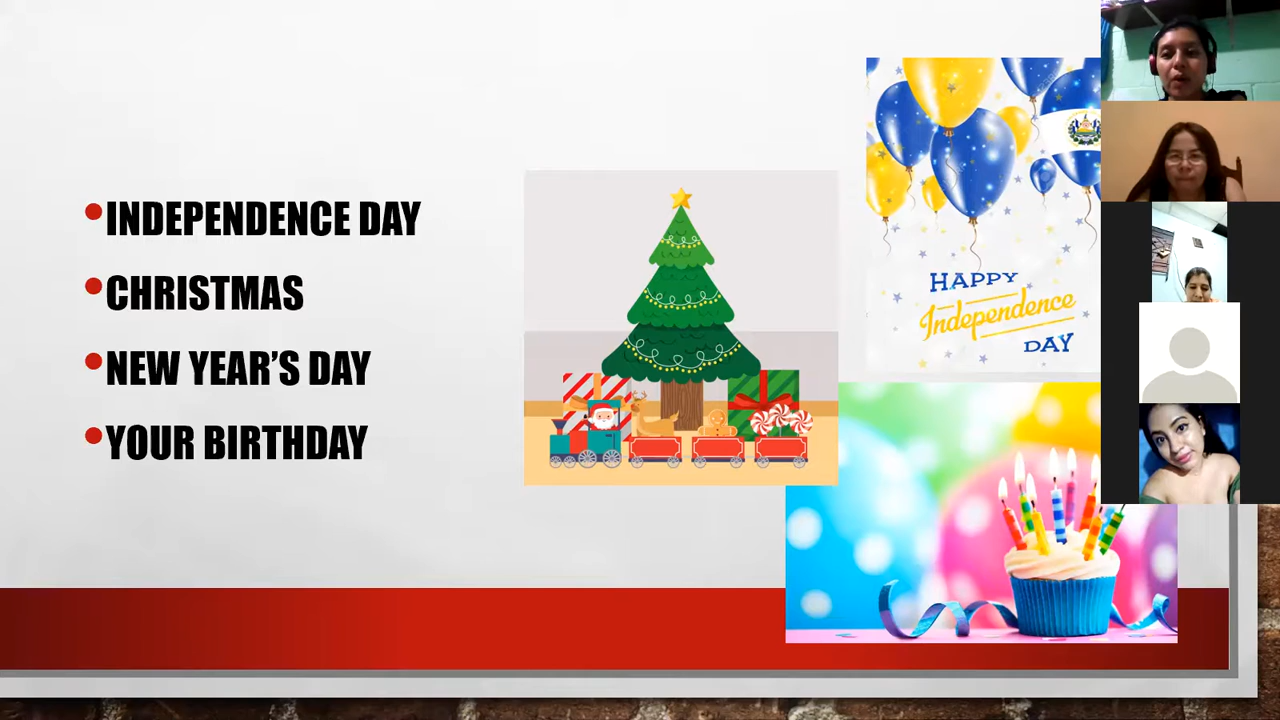 INDEPENDENCE DAY
CHRISTMAS
NEW YEAR'S DAY
YOUR BIRTHDAY
HAPPY
Independence
DAY